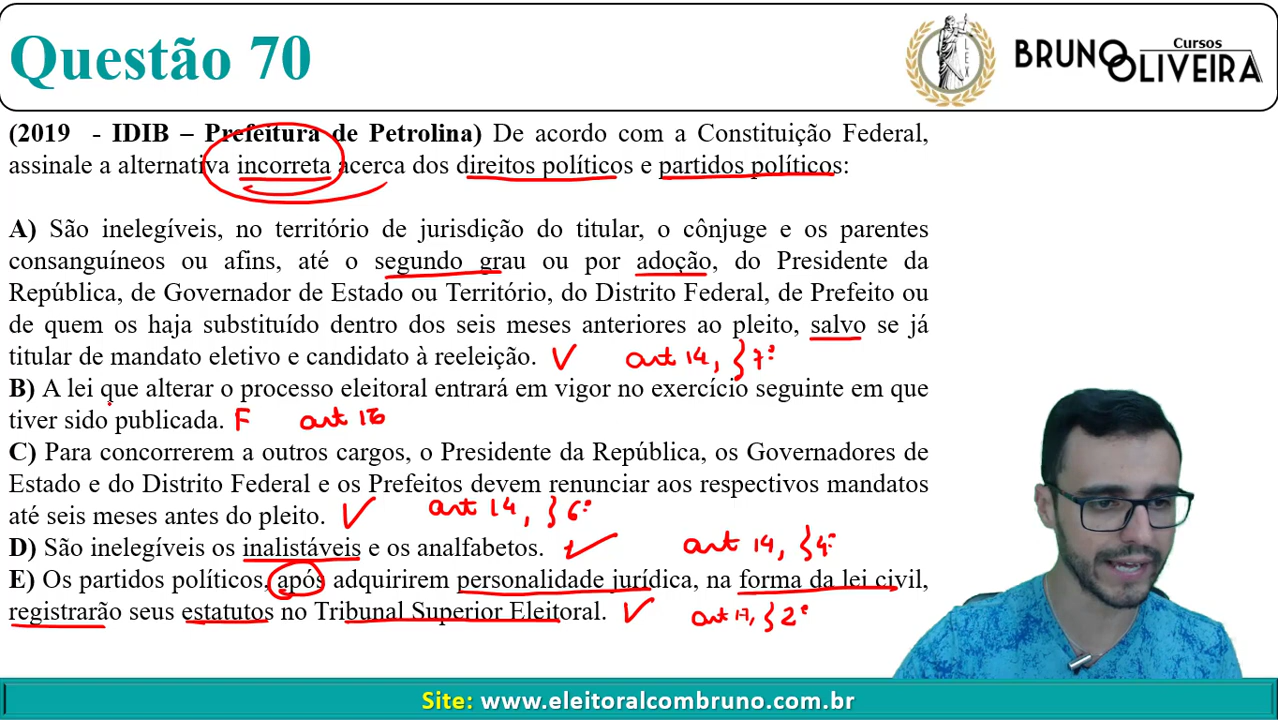 Questão 70
LEX
BRUNO OLIVEIRA
Cursos
(2019 - IDIB – Prefeitura de Petrolina) De acordo com a Constituição Federal,
assinale a alternativa incorreta acerca dos direitos políticos e partidos políticos:
A) São inelegíveis, no território de jurisdição do titular, o cônjuge e os parentes
consanguíneos ou afins, até o segundo grau ou por adoção, do Presidente da
República, de Governador de Estado ou Território, do Distrito Federal, de Prefeito ou
de quem os haja substituído dentro dos seis meses anteriores ao pleito, salvo se já
titular de mandato eletivo e candidato à reeleição. V art 14, § 7º
B) A lei que alterar o processo eleitoral entrará em vigor no exercício seguinte em que
tiver sido publicada. F art 16
C) Para concorrerem a outros cargos, o Presidente da República, os Governadores de
Estado e do Distrito Federal e os Prefeitos devem renunciar aos respectivos mandatos
até seis meses antes do pleito. V art 14, § 6º
D) São inelegíveis os inalistáveis e os analfabetos. V art 14, § 4º
E) Os partidos políticos, após adquirirem personalidade jurídica, na forma da lei civil,
registrarão seus estatutos no Tribunal Superior Eleitoral. V art 17, § 2º
Site: www.eleitoralcombruno.com.br